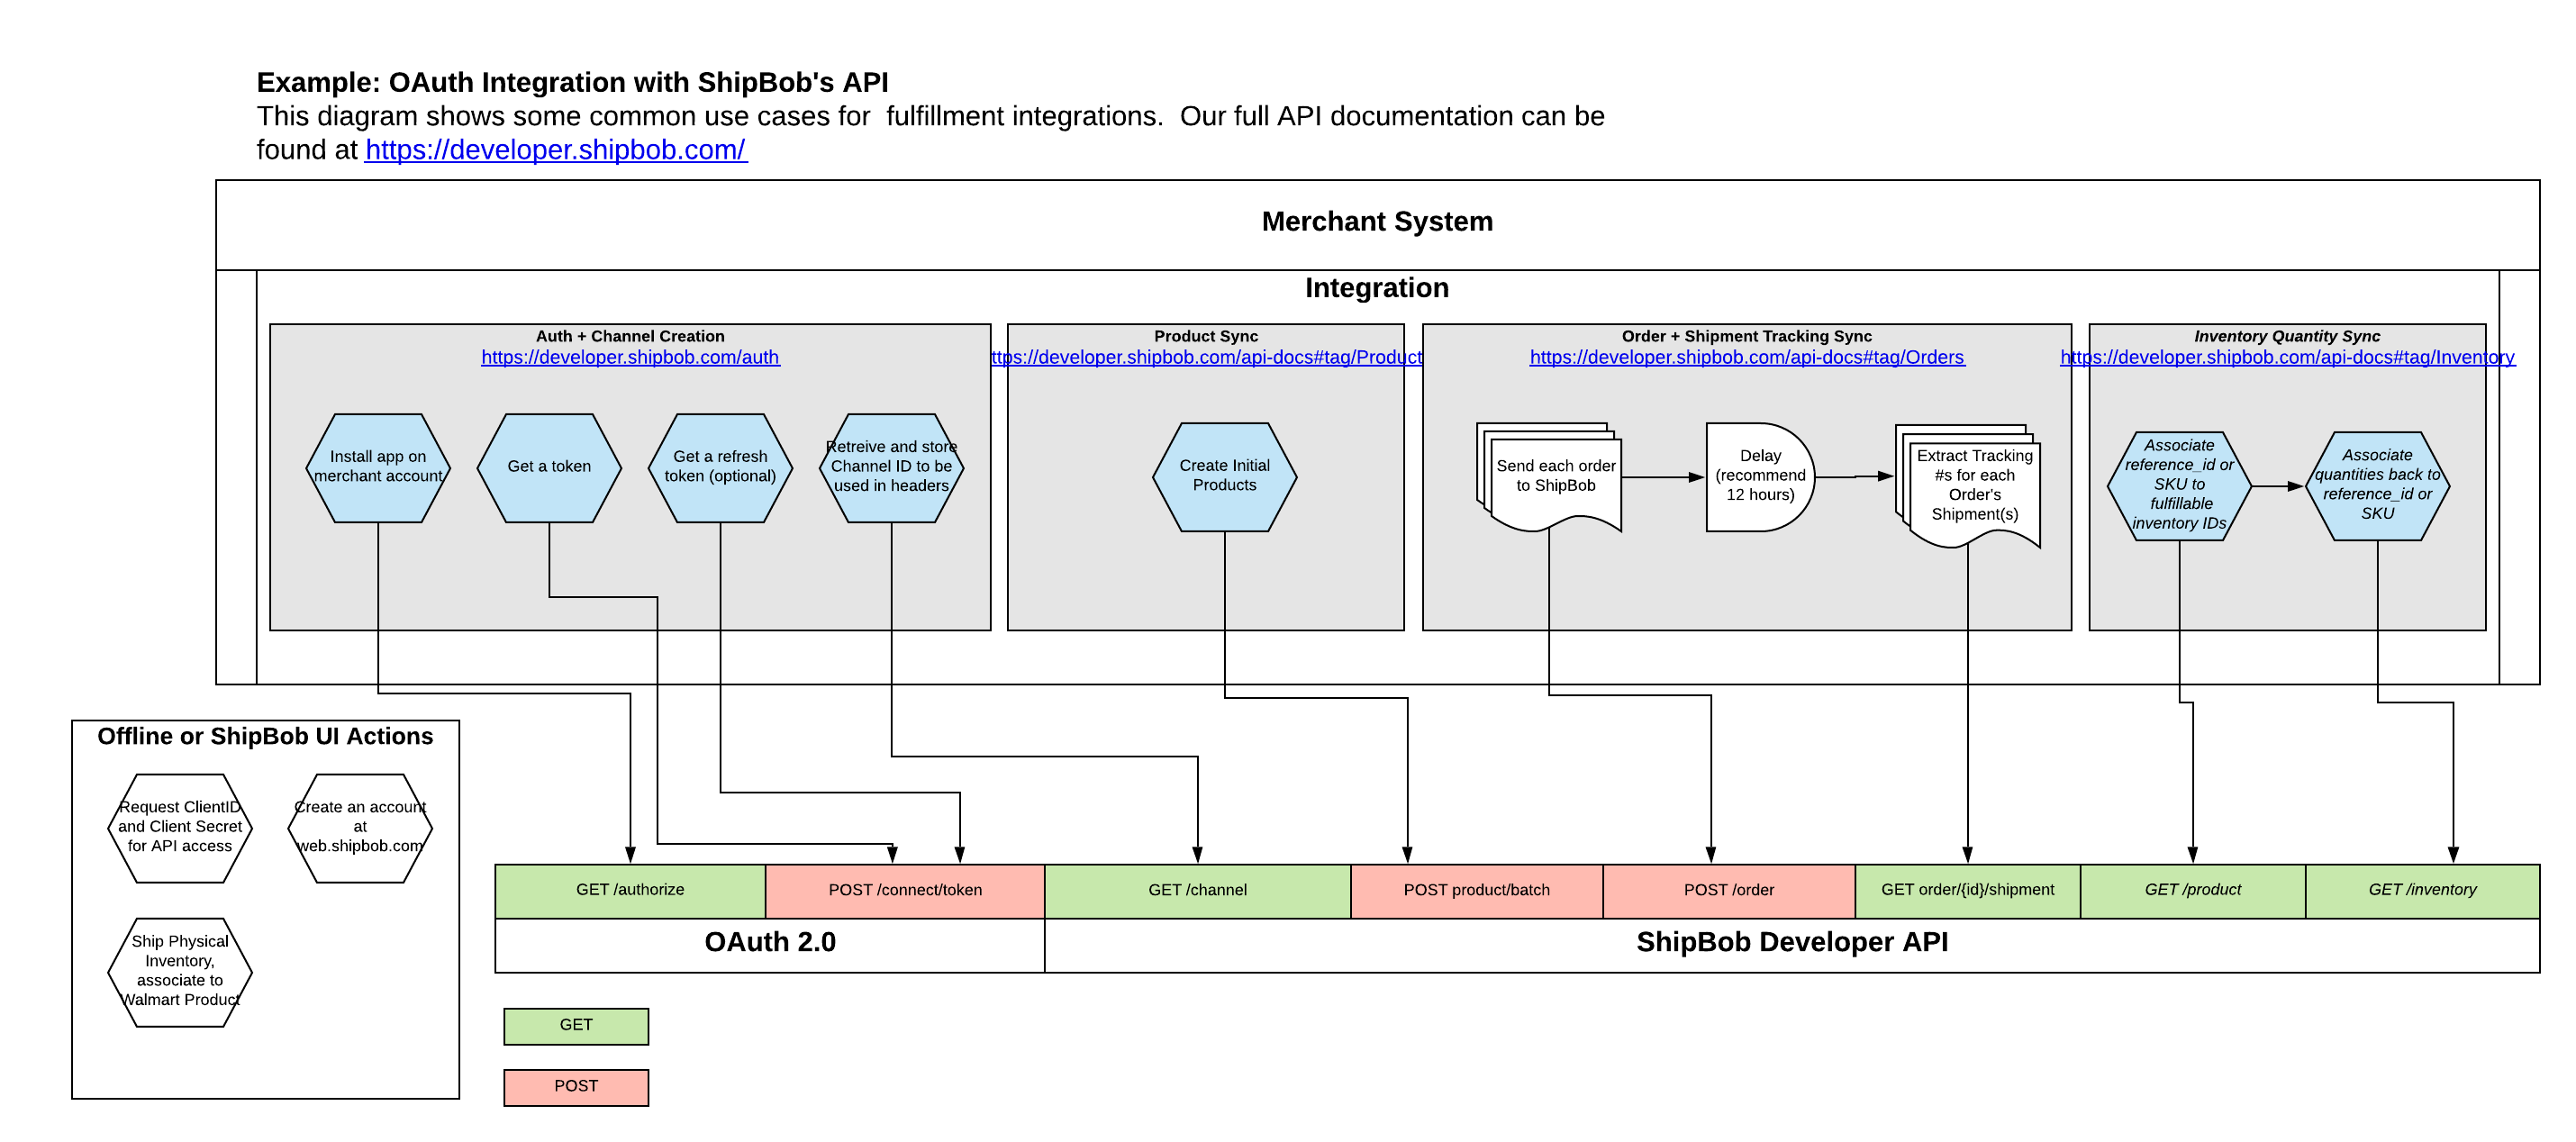 Example: OAuth Integration with ShipBob's API
This diagram shows some common use cases for  fulfillment integrations.  Our full API documentation can be
found at https://developer.shipbob.com/
Merchant System
Integration
Auth + Channel Creation
https://developer.shipbob.com/auth
Install app on
merchant account
Get a token
Get a refresh
token (optional)
Retreive and store
Channel ID to be
used in headers
Product Sync
ttps://developer.shipbob.com/api-docs#tag/Product
Create Initial
Products
Order + Shipment Tracking Sync
https://developer.shipbob.com/api-docs#tag/Orders
Send each order
to ShipBob
Delay
(recommend
12 hours)
Extract Tracking
#s for each
Order's
Shipment(s)
Inventory Quantity Sync
https://developer.shipbob.com/api-docs#tag/Inventory
Associate
reference_id or
SKU to
fulfillable
inventory IDs
Associate
quantities back to
reference_id or
SKU
Offline or ShipBob UI Actions
Request ClientID
and Client Secret
for API access
Create an account
at
web.shipbob.com
Ship Physical
Inventory,
associate to
Walmart Product
GET /authorize
POST /connect/token
GET /channel
POST product/batch
POST /order
GET order/{id}/shipment
GET /product
GET /inventory
OAuth 2.0
ShipBob Developer API
GET
POST